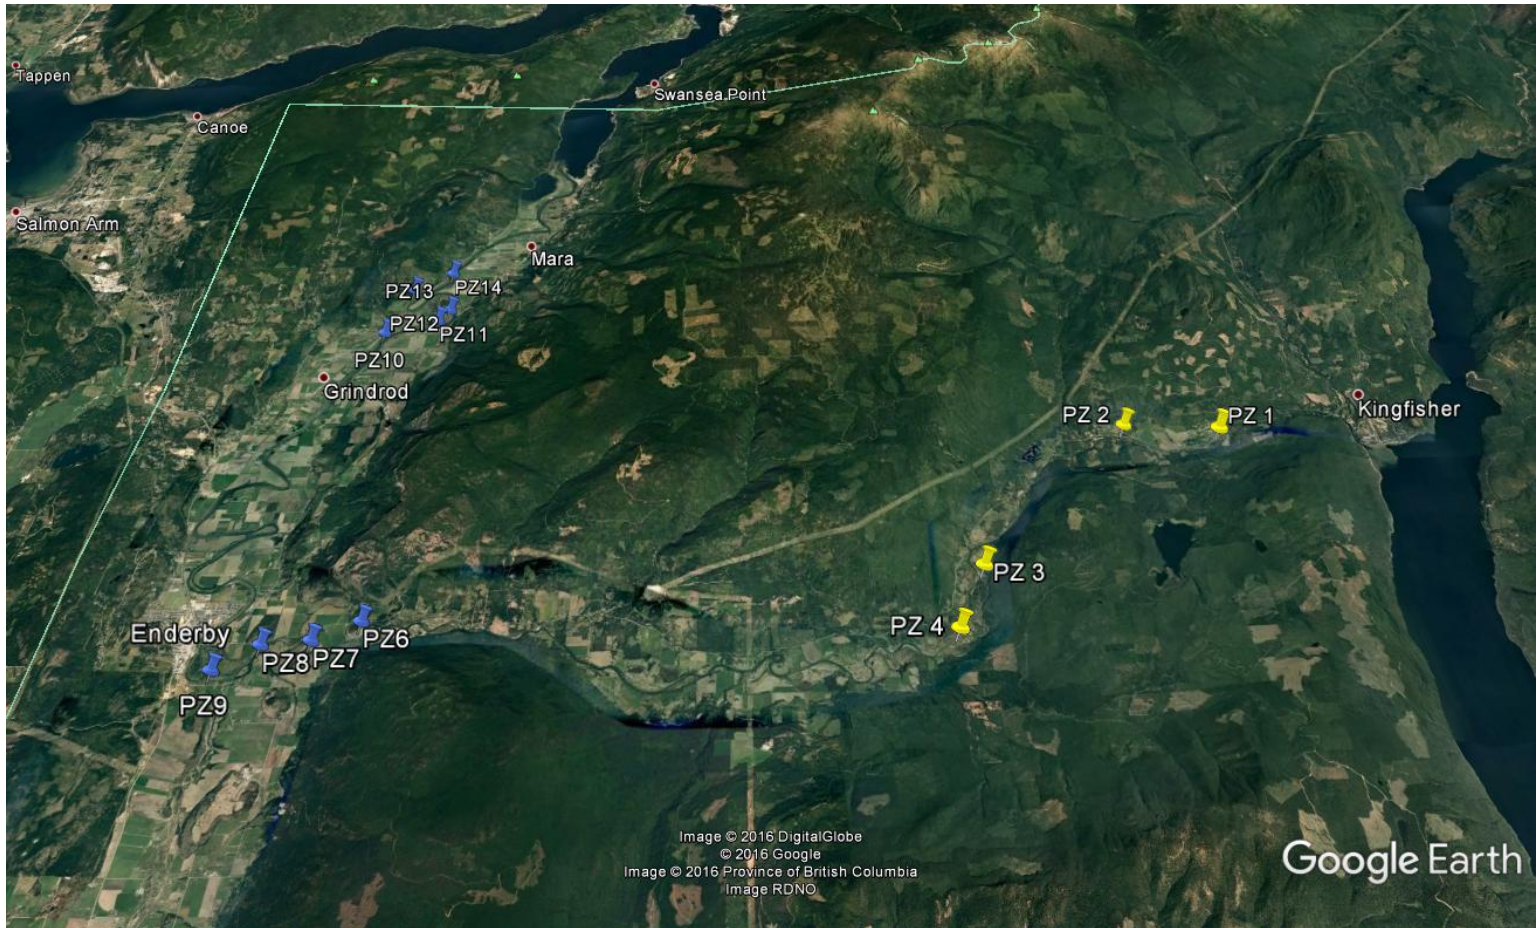 Tappen
Swansea Point
Canoe
Salmon Arm
Mara
PZ13
PZ14
PZ12
PZ11
PZ10
Grindrod
PZ 2
PZ 1
Kingfisher
PZ 3
PZ 4
Enderby
PZ6
PZ7
PZ8
PZ9
Image © 2016 DigitalGlobe
© 2016 Google
Image © 2016 Province of British Columbia
Image RDNO
Google Earth